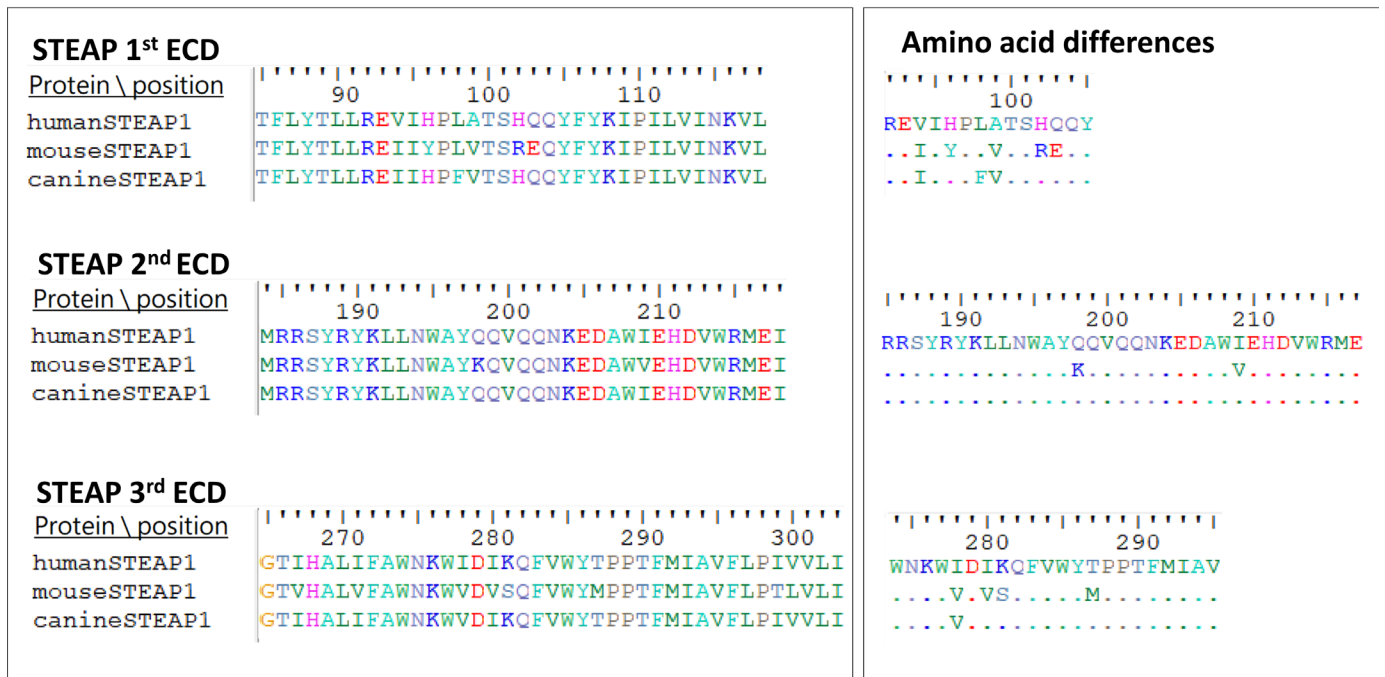 STEAP 1st ECD
Protein \ position
90 100 110
humanSTEAP1 TFLYTLLREVIHPLATSHQQYFYKIPILVINKVL
mouseSTEAP1 TFLYTLLREIIYPLVTSREQYFYKIPILVINKVL
canineSTEAP1 TFLYTLLREIIHPFVTSHQQYFYKIPILVINKVL
STEAP 2nd ECD
Protein \ position
190 200 210
humanSTEAP1 MRRSYRYKLLNWAYQQVQQNKEDAWIEHDVWRMEI
mouseSTEAP1 MRRSYRYKLLNWAYKQVQQNKEDAWVEHDVWRMEI
canineSTEAP1 MRRSYRYKLLNWAYQQVQQNKEDAWIEHDVWRMEI
STEAP 3rd ECD
Protein \ position
270 280 290 300
humanSTEAP1 GTIHALIFAWNKWIDIKQFVWYTPPTFMIAVFLPIVVLI
mouseSTEAP1 GTVHALVFAWNKWVDVSQFVWYMPPTFMIAVFLPTLVLI
canineSTEAP1 GTIHALIFAWNKWVDIKQFVWYTPPTFMIAVFLPIVVLI
Amino acid differences
100
REVIHPLATSHQQY
..I.Y..V..RE..
..I...FV......
190 200 210
RRSYRYKLLNWAYQQVQQNKEDAWIEHDVWRME
.............K..........V........
.................................
280 290
WNKWIDIKQFVWYTPPTFMIAV
....V.VS.....M........
....V.................